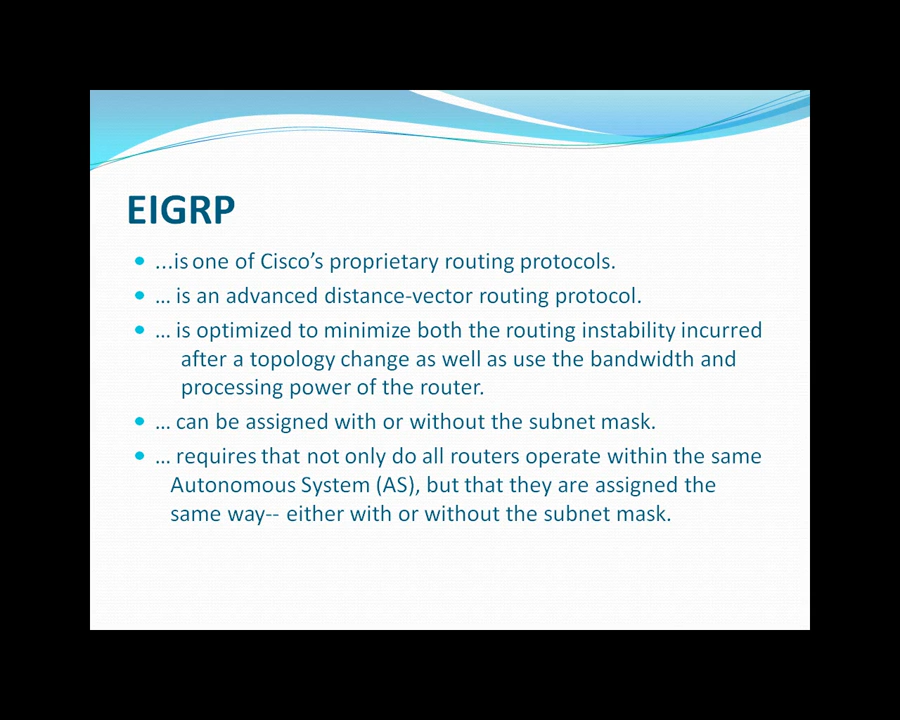 EIGRP
...is one of Cisco's proprietary routing protocols.
... is an advanced distance-vector routing protocol.
... is optimized to minimize both the routing instability incurred
after a topology change as well as use the bandwidth and
processing power of the router.
... can be assigned with or without the subnet mask.
... requires that not only do all routers operate within the same
Autonomous System (AS), but that they are assigned the
same way-- either with or without the subnet mask.